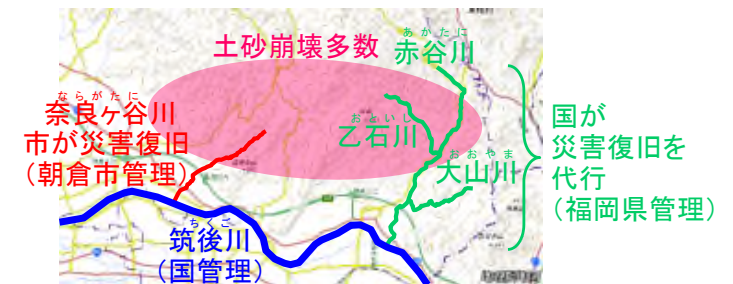 土砂崩壊多数
あかたに
赤谷川
ならがたに
奈良ヶ谷川
市が災害復旧
（朝倉市管理）
おといし
乙石川
おおやま
大山川
国が
災害復旧を
代行
（福岡県管理）
ちくご
筑後川
（国管理）